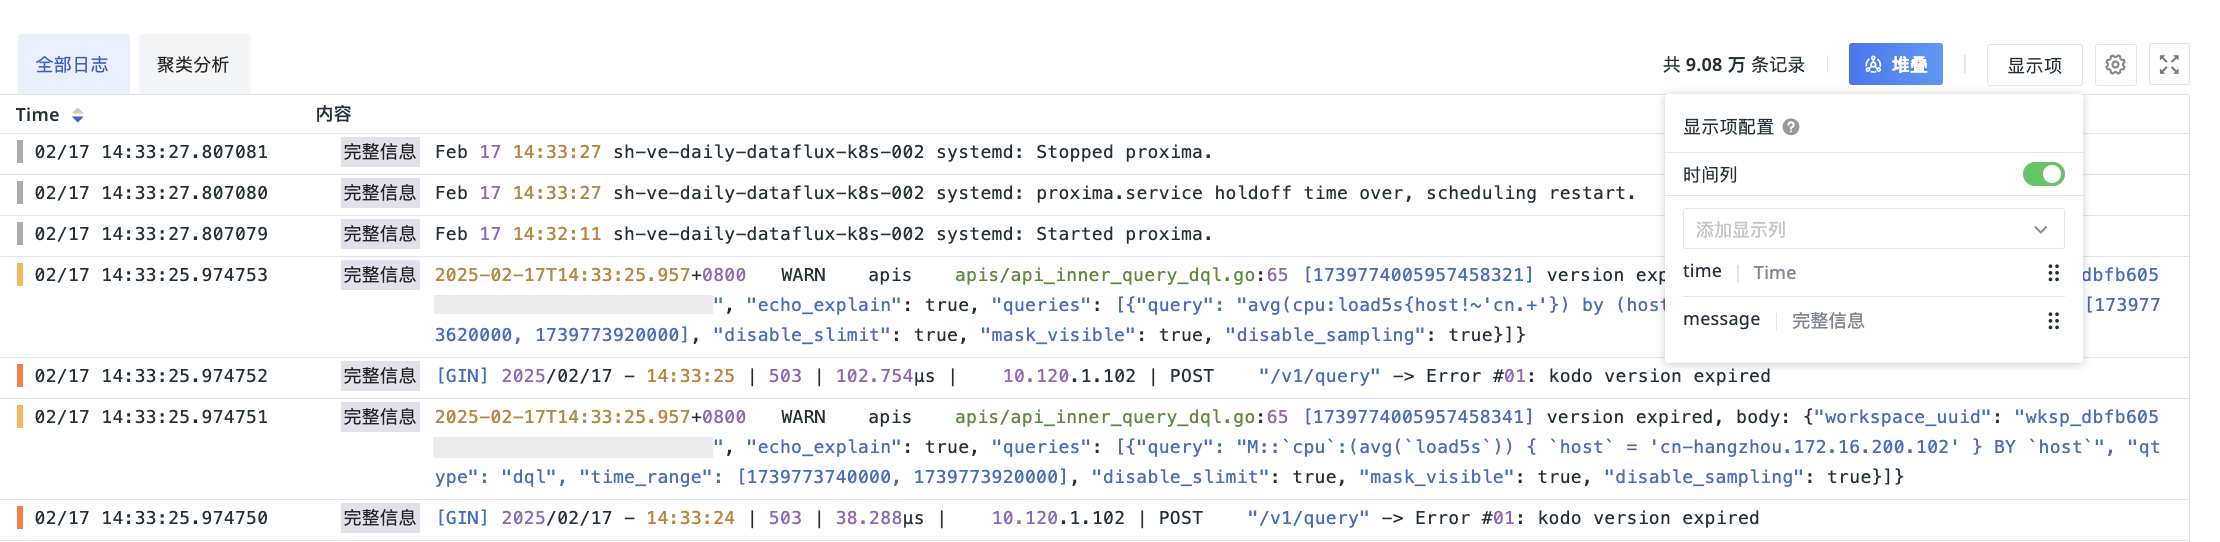 全部日志 聚类分析 共 9.08 万 条记录 堆叠 显示项
Time 内容
02/17 14:33:27.807081 完整信息 Feb 17 14:33:27 sh-ve-daily-dataflux-k8s-002 systemd: Stopped proxima.
02/17 14:33:27.807080 完整信息 Feb 17 14:33:27 sh-ve-daily-dataflux-k8s-002 systemd: proxima.service holdoff time over, scheduling restart.
02/17 14:33:27.807079 完整信息 Feb 17 14:32:11 sh-ve-daily-dataflux-k8s-002 systemd: Started proxima.
02/17 14:33:25.974753 完整信息 2025-02-17T14:33:25.957+0800 WARN apis apis/api_inner_query_dql.go:65 [1739774005957458321] version exp dbfb605
", "echo_explain": true, "queries": [{"query": "avg(cpu:load5s{host!~'cn.+'}) by (host [173977
3620000, 1739773920000], "disable_slimit": true, "mask_visible": true, "disable_sampling": true}]}
02/17 14:33:25.974752 完整信息 [GIN] 2025/02/17 - 14:33:25 | 503 | 102.754µs | 10.120.1.102 | POST "/v1/query" -> Error #01: kodo version expired
02/17 14:33:25.974751 完整信息 2025-02-17T14:33:25.957+0800 WARN apis apis/api_inner_query_dql.go:65 [1739774005957458341] version expired, body: {"workspace_uuid": "wksp_dbfb605
", "echo_explain": true, "queries": [{"query": "M::`cpu`:(avg(`load5s`)) { `host` = 'cn-hangzhou.172.16.200.102' } BY `host`", "qt
ype": "dql", "time_range": [1739773740000, 1739773920000], "disable_slimit": true, "mask_visible": true, "disable_sampling": true}]}
02/17 14:33:25.974750 完整信息 [GIN] 2025/02/17 - 14:33:24 | 503 | 38.288µs | 10.120.1.102 | POST "/v1/query" -> Error #01: kodo version expired
显示项配置 ?
时间列
添加显示列
time Time
message 完整信息